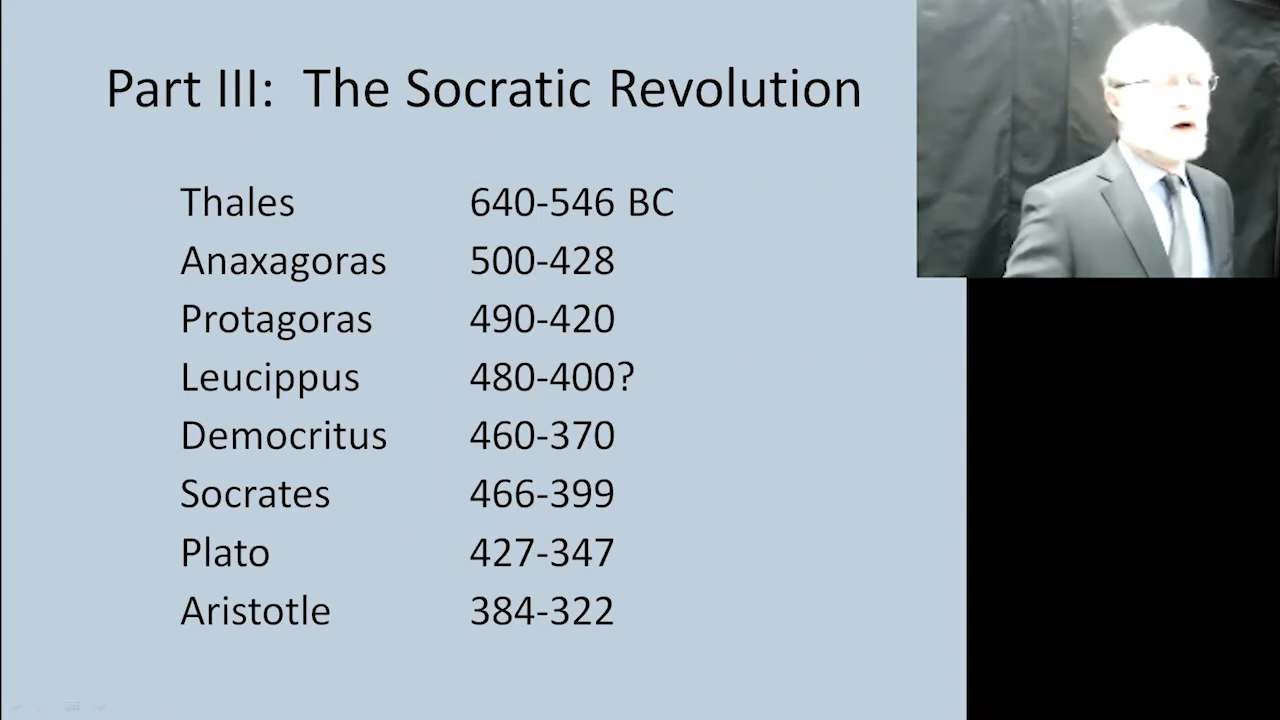 Part III: The Socratic Revolution
Thales 640-546 BC
Anaxagoras 500-428
Protagoras 490-420
Leucippus 480-400?
Democritus 460-370
Socrates 466-399
Plato 427-347
Aristotle 384-322